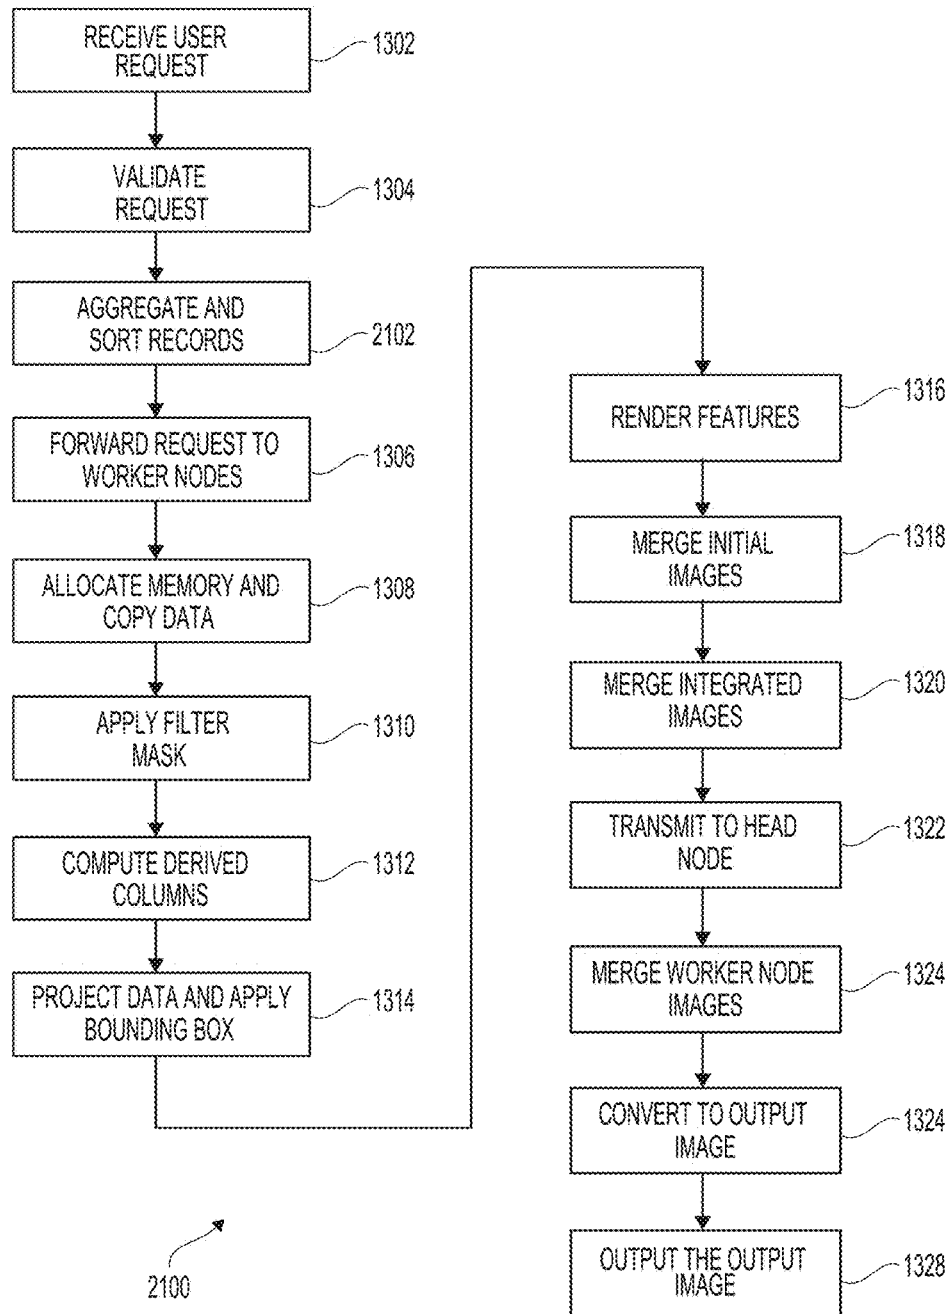 RECEIVE USER
REQUEST
1302
VALIDATE
REQUEST
1304
AGGREGATE AND
SORT RECORDS
2102
FORWARD REQUEST TO
WORKER NODES
1306
ALLOCATE MEMORY AND
COPY DATA
1308
APPLY FILTER
MASK
1310
COMPUTE DERIVED
COLUMNS
1312
PROJECT DATA AND APPLY
BOUNDING BOX
1314
RENDER FEATURES
1316
MERGE INITIAL
IMAGES
1318
MERGE INTEGRATED
IMAGES
1320
TRANSMIT TO HEAD
NODE
1322
MERGE WORKER NODE
IMAGES
1324
CONVERT TO OUTPUT
IMAGE
1324
OUTPUT THE OUTPUT
IMAGE
1328
2100